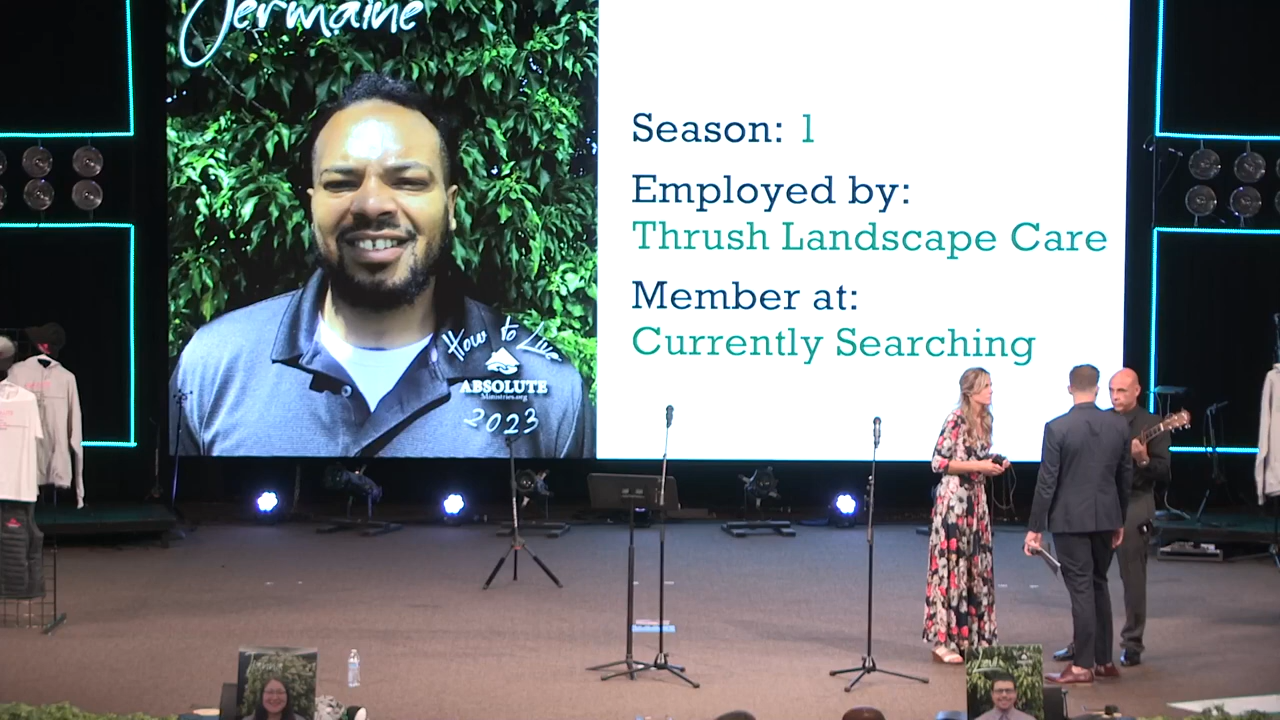 Jermaine
Season: 1
Employed by:
Thrush Landscape Care
Member at:
Currently Searching
How to Live
ABSOLUTE
Ministries.org
2023